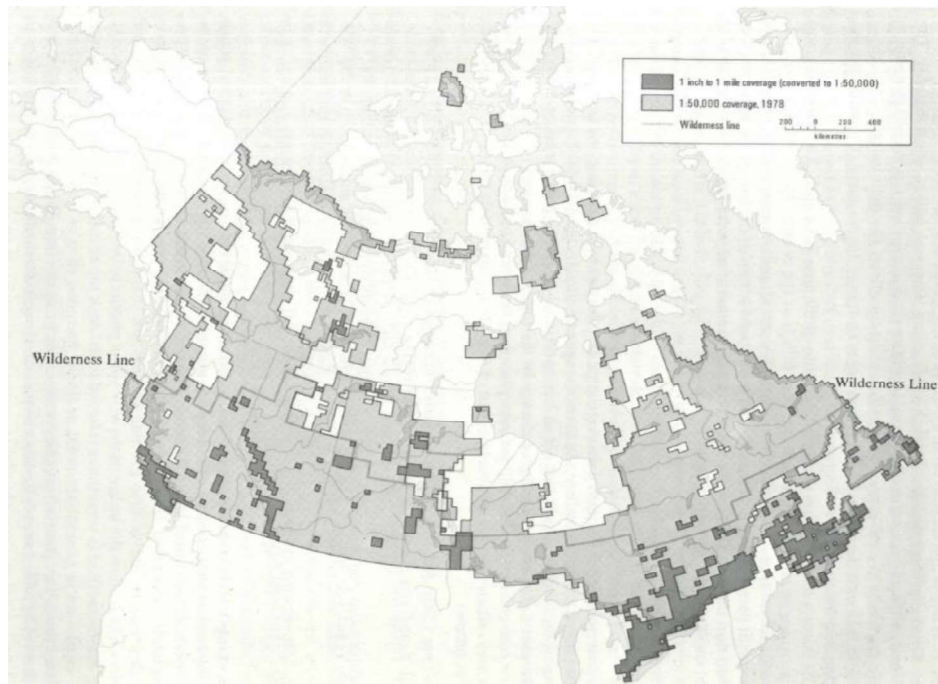 1 inch to 1 mile coverage (converted to 1:50,000)
1:50,000 coverage, 1978
Wilderness line
200 0 200 400
kilometres
Wilderness Line
Wilderness Line